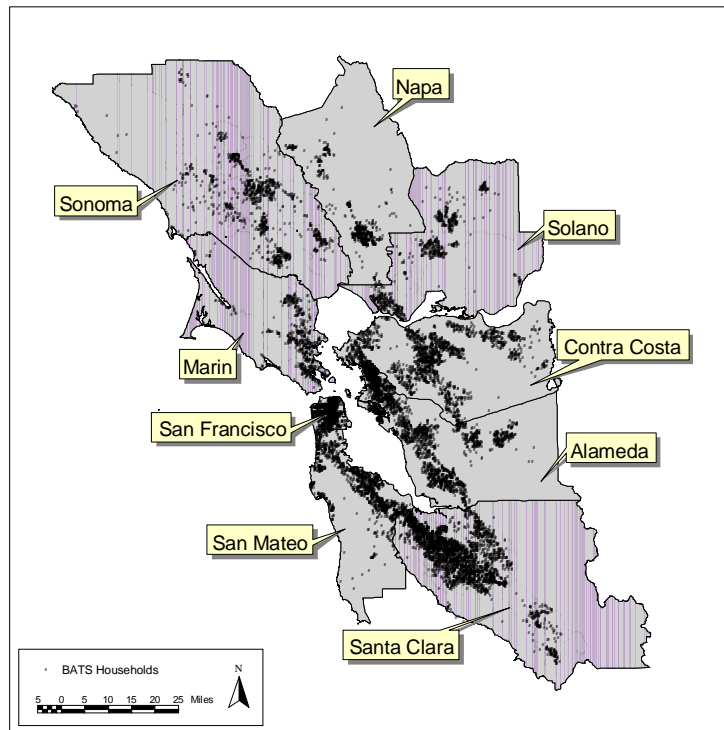 Napa
Sonoma
Solano
Contra Costa
Marin
San Francisco
Alameda
San Mateo
Santa Clara
BATS Households
N
5 0 5 10 15 20 25 Miles